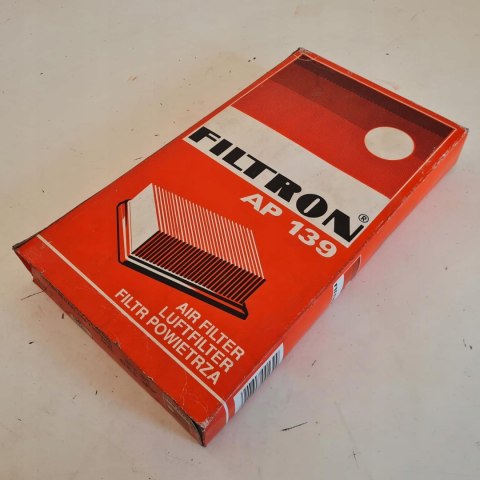 FILTRON®
AP 139
AIR FILTER
LUFTFILTER
FILTR POWIETRZA